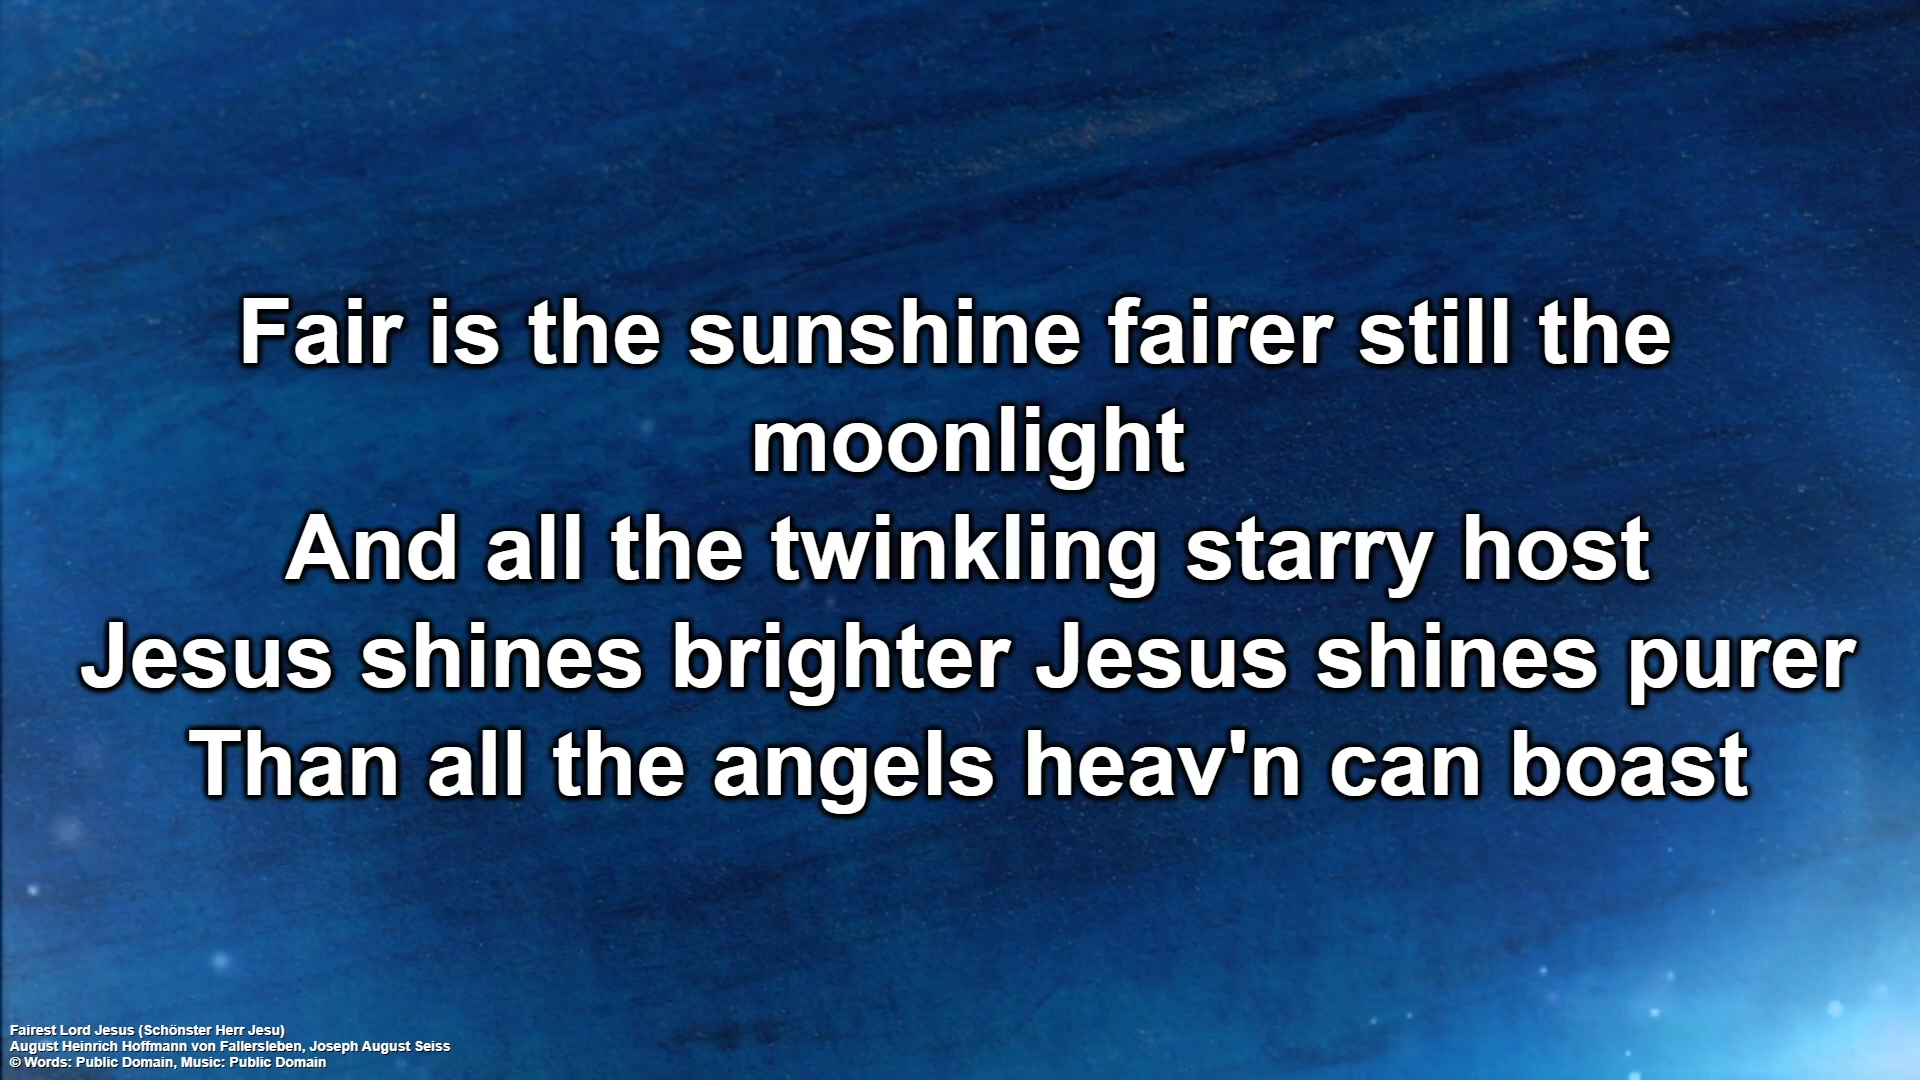 Fair is the sunshine fairer still the
moonlight
And all the twinkling starry host
Jesus shines brighter Jesus shines purer
Than all the angels heav'n can boast
Fairest Lord Jesus (Schönster Herr Jesu)
August Heinrich Hoffmann von Fallersleben, Joseph August Seiss
© Words: Public Domain, Music: Public Domain